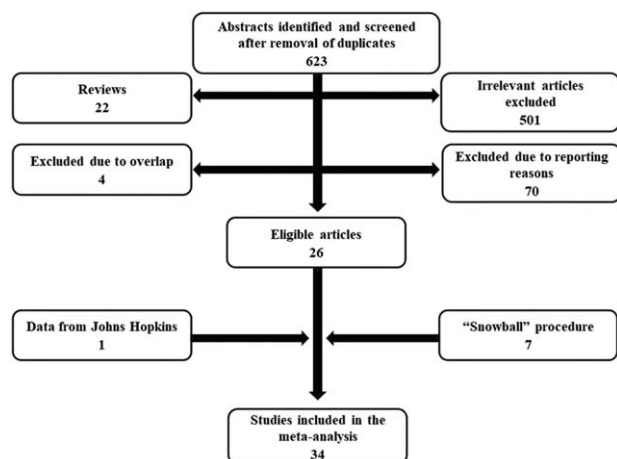 Abstracts identified and screened
after removal of duplicates
623
Reviews
22
Irrelevant articles
excluded
501
Excluded due to overlap
4
Excluded due to reporting
reasons
70
Eligible articles
26
Data from Johns Hopkins
1
“Snowball” procedure
7
Studies included in the
meta-analysis
34